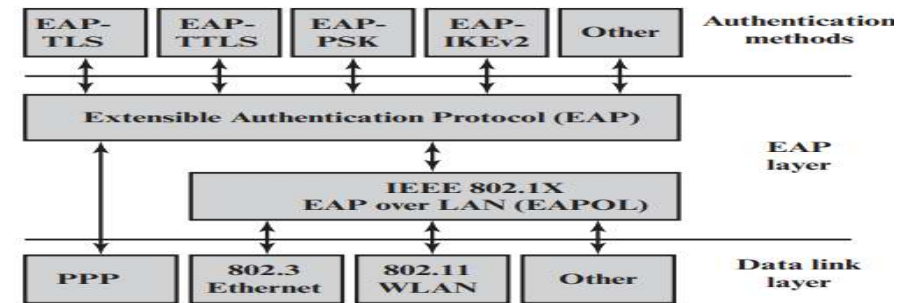 EAP-
TLS
EAP-
TTLS
EAP-
PSK
EAP-
IKEv2
Other
Authentication
methods
Extensible Authentication Protocol (EAP)
EAP
layer
IEEE 802.1X
EAP over LAN (EAPOL)
PPP
802.3
Ethernet
802.11
WLAN
Other
Data link
layer